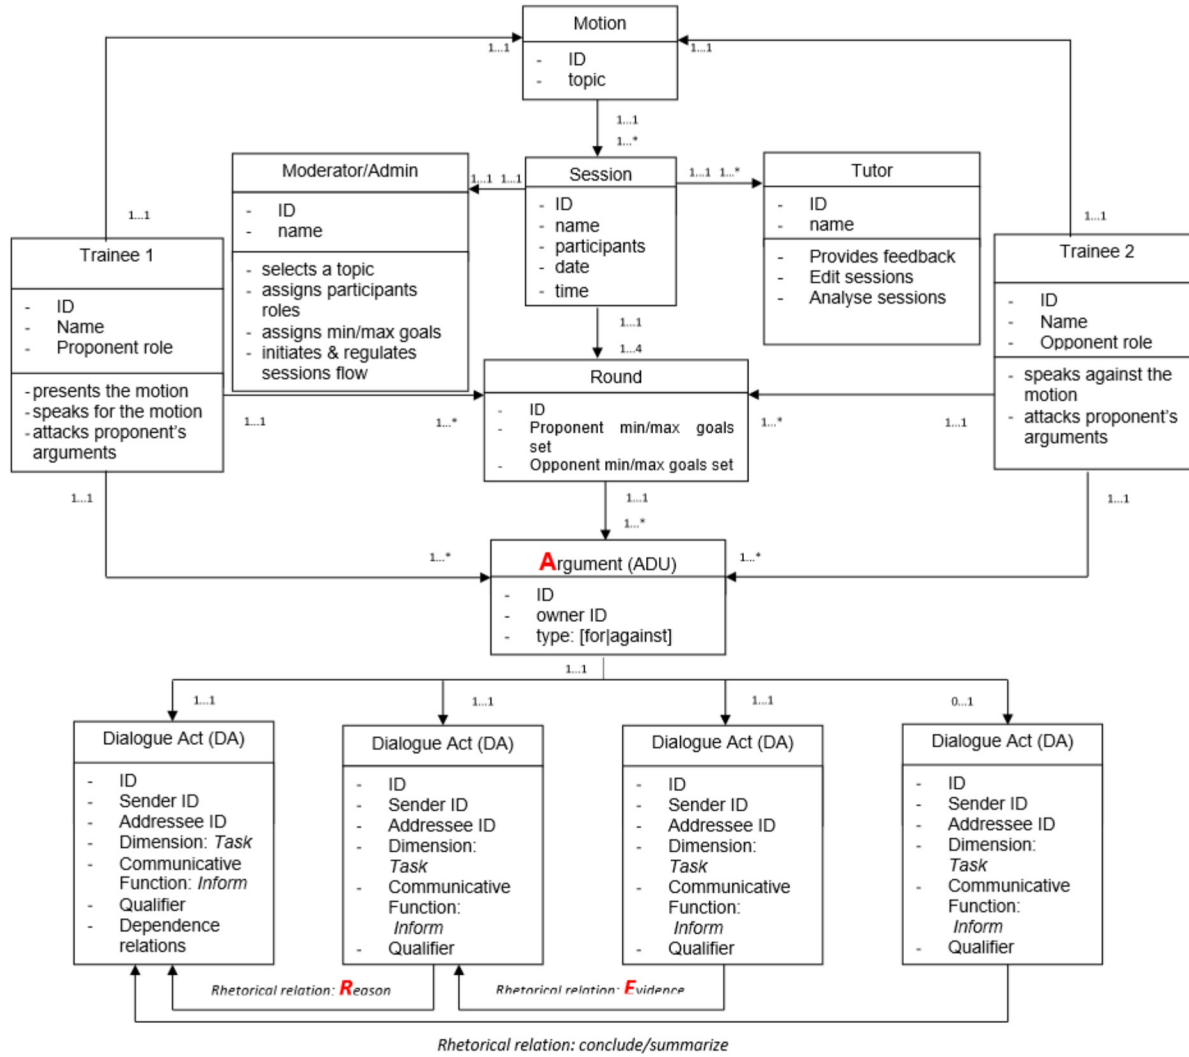 Motion
- ID
- topic
1...1
1...1
1...1
1...*
Moderator/Admin
- ID
- name
- selects a topic
- assigns participants
roles
- assigns min/max goals
- initiates & regulates
sessions flow
1...1 1...1
Session
- ID
- name
- participants
- date
- time
1...1 1...*
Tutor
- ID
- name
- Provides feedback
- Edit sessions
- Analyse sessions
1...1
Trainee 1
- ID
- Name
- Proponent role
- presents the motion
- speaks for the motion
- attacks proponent's
arguments
1...1
Trainee 2
- ID
- Name
- Opponent role
- speaks against the
motion
- attacks proponent's
arguments
1...1
1...4
Round
- ID
- Proponent min/max goals
set
- Opponent min/max goals set
1...1
1...*
1...*
1...1
1...1
1...1
1...*
1...1
1...*
1...*
Argument (ADU)
- ID
- owner ID
- type: [for|against]
1...1
1...1
1...1
1...1
0...1
Dialogue Act (DA)
- ID
- Sender ID
- Addressee ID
- Dimension: Task
- Communicative
Function: Inform
- Qualifier
- Dependence
relations
Dialogue Act (DA)
- ID
- Sender ID
- Addressee ID
- Dimension:
Task
- Communicative
Function:
Inform
- Qualifier
Dialogue Act (DA)
- ID
- Sender ID
- Addressee ID
- Dimension:
Task
- Communicative
Function:
Inform
- Qualifier
Dialogue Act (DA)
- ID
- Sender ID
- Addressee ID
- Dimension:
Task
- Communicative
Function:
Inform
- Qualifier
Rhetorical relation: Reason
Rhetorical relation: Evidence
Rhetorical relation: conclude/summarize